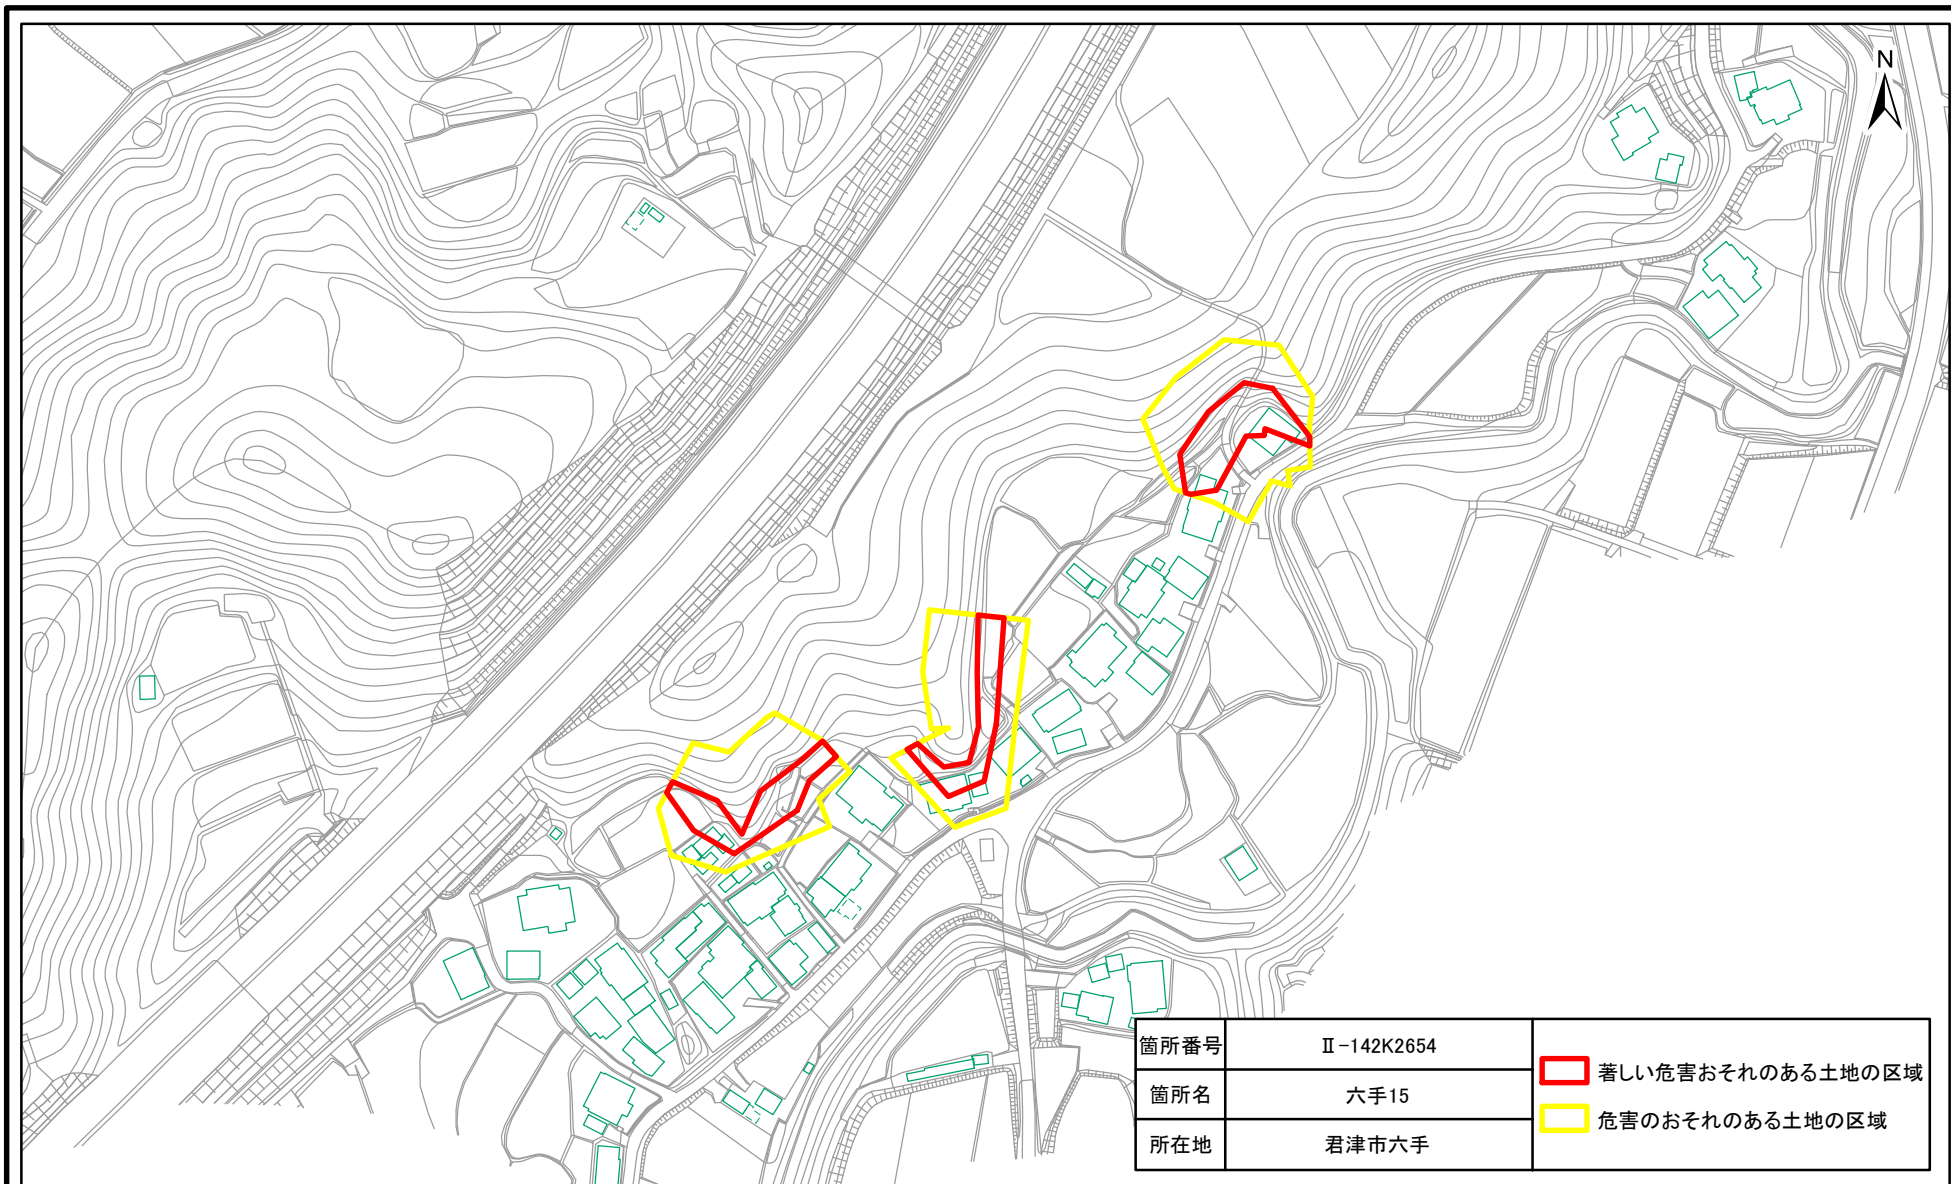 N
箇所番号 Ⅱ-142K2654
箇所名 六手15
所在地 君津市六手
著しい危害おそれのある土地の区域
危害のおそれのある土地の区域